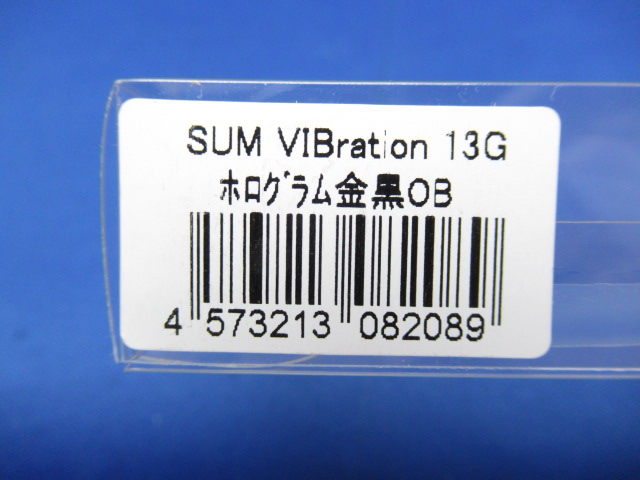 SUM VIBration 13G
ﾎﾛｸﾞﾗﾑ金黒OB
4 573213 082089